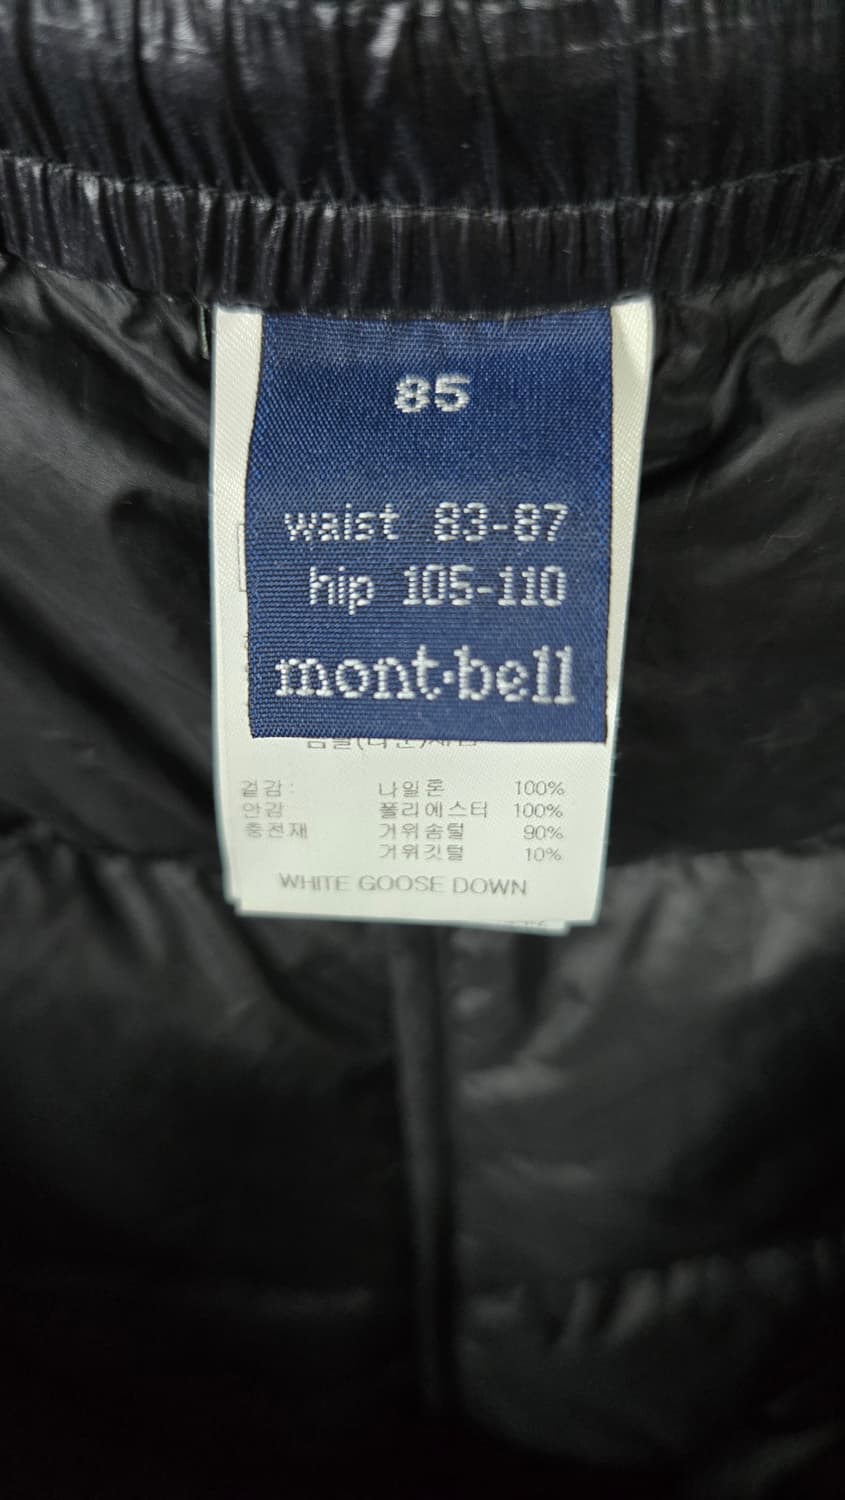 85
waist 83-87
hip 105-110
mont·bell
겉감: 나일론 100%
안감 폴리에스터 100%
충전재 거위솜털 90%
거위깃털 10%
WHITE GOOSE DOWN